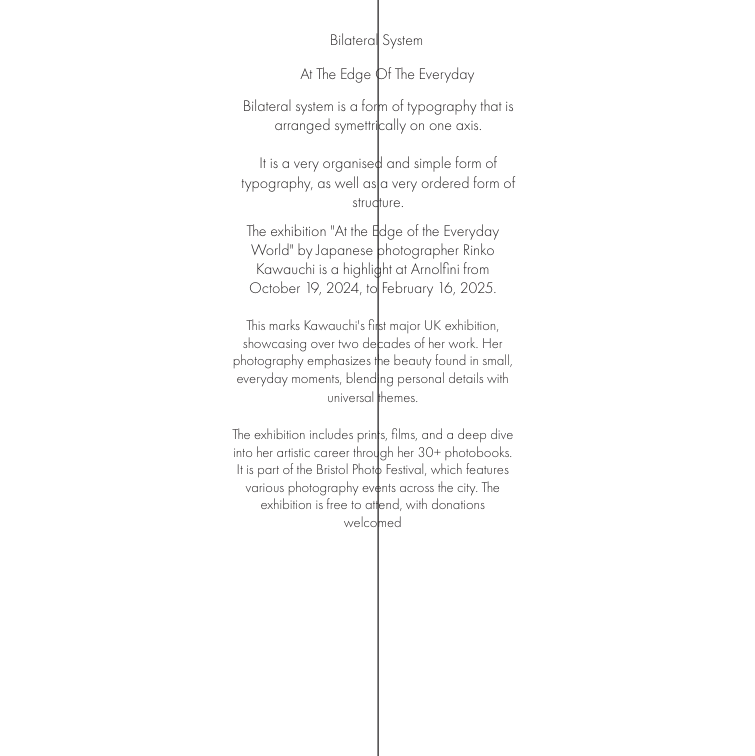 Bilateral System
At The Edge Of The Everyday
Bilateral system is a form of typography that is
arranged symettrically on one axis.
It is a very organised and simple form of
typography, as well as a very ordered form of
structure.
The exhibition "At the Edge of the Everyday
World" by Japanese photographer Rinko
Kawauchi is a highlight at Arnolfini from
October 19, 2024, to February 16, 2025.
This marks Kawauchi's first major UK exhibition,
showcasing over two decades of her work. Her
photography emphasizes the beauty found in small,
everyday moments, blending personal details with
universal themes.
The exhibition includes prints, films, and a deep dive
into her artistic career through her 30+ photobooks.
It is part of the Bristol Photo Festival, which features
various photography events across the city. The
exhibition is free to attend, with donations
welcomed